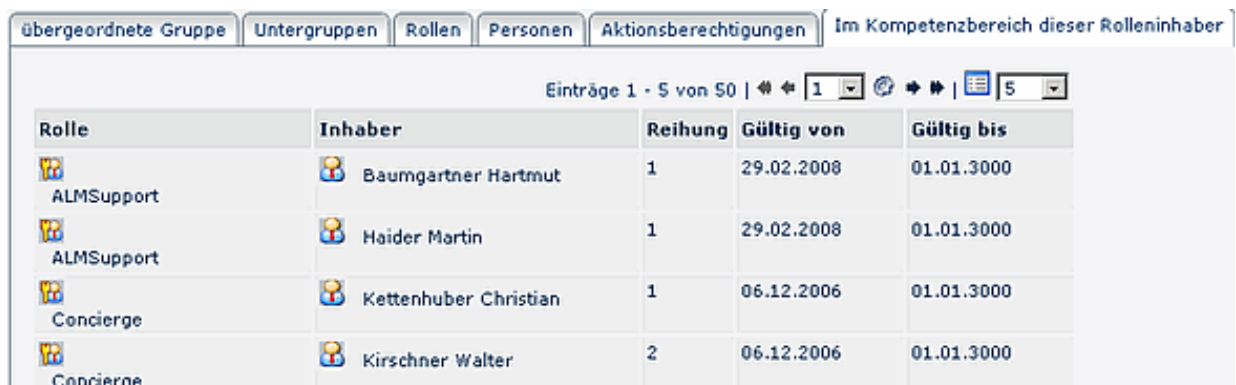 übergeordnete Gruppe Untergruppen Rollen Personen Aktionsberechtigungen Im Kompetenzbereich dieser Rolleninhaber
Einträge 1 - 5 von 50 | 1 | 5
Rolle Inhaber Reihung Gültig von Gültig bis
ALMSupport Baumgartner Hartmut 1 29.02.2008 01.01.3000
ALMSupport Haider Martin 1 29.02.2008 01.01.3000
Concierge Kettenhuber Christian 1 06.12.2006 01.01.3000
Concierge Kirschner Walter 2 06.12.2006 01.01.3000